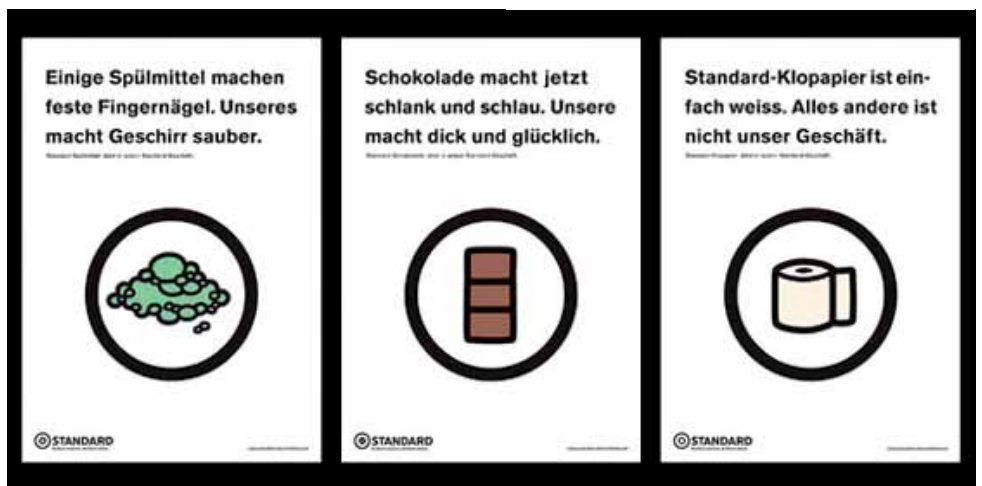 Einige Spülmittel machen
feste Fingernägel. Unseres
macht Geschirr sauber.
STANDARD
Schokolade macht jetzt
schlank und schlau. Unsere
macht dick und glücklich.
STANDARD
Standard-Klopapier ist ein-
fach weiss. Alles andere ist
nicht unser Geschäft.
STANDARD